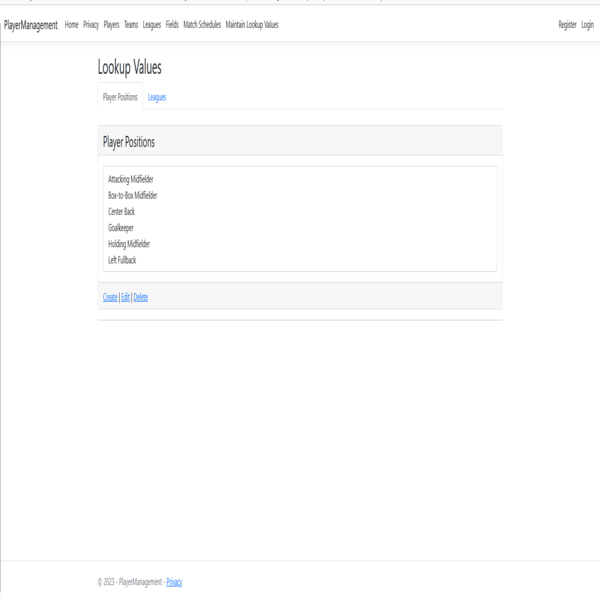 PlayerManagement Home Privacy Players Teams Leagues Fields Match Schedules Maintain Lookup Values Register Login
Lookup Values
Player Positions Leagues
Player Positions
Attacking Midfielder
Box-to-Box Midfielder
Center Back
Goalkeeper
Holding Midfielder
Left Fullback
Create | Edit | Delete
© 2023 - PlayerManagement - Privacy